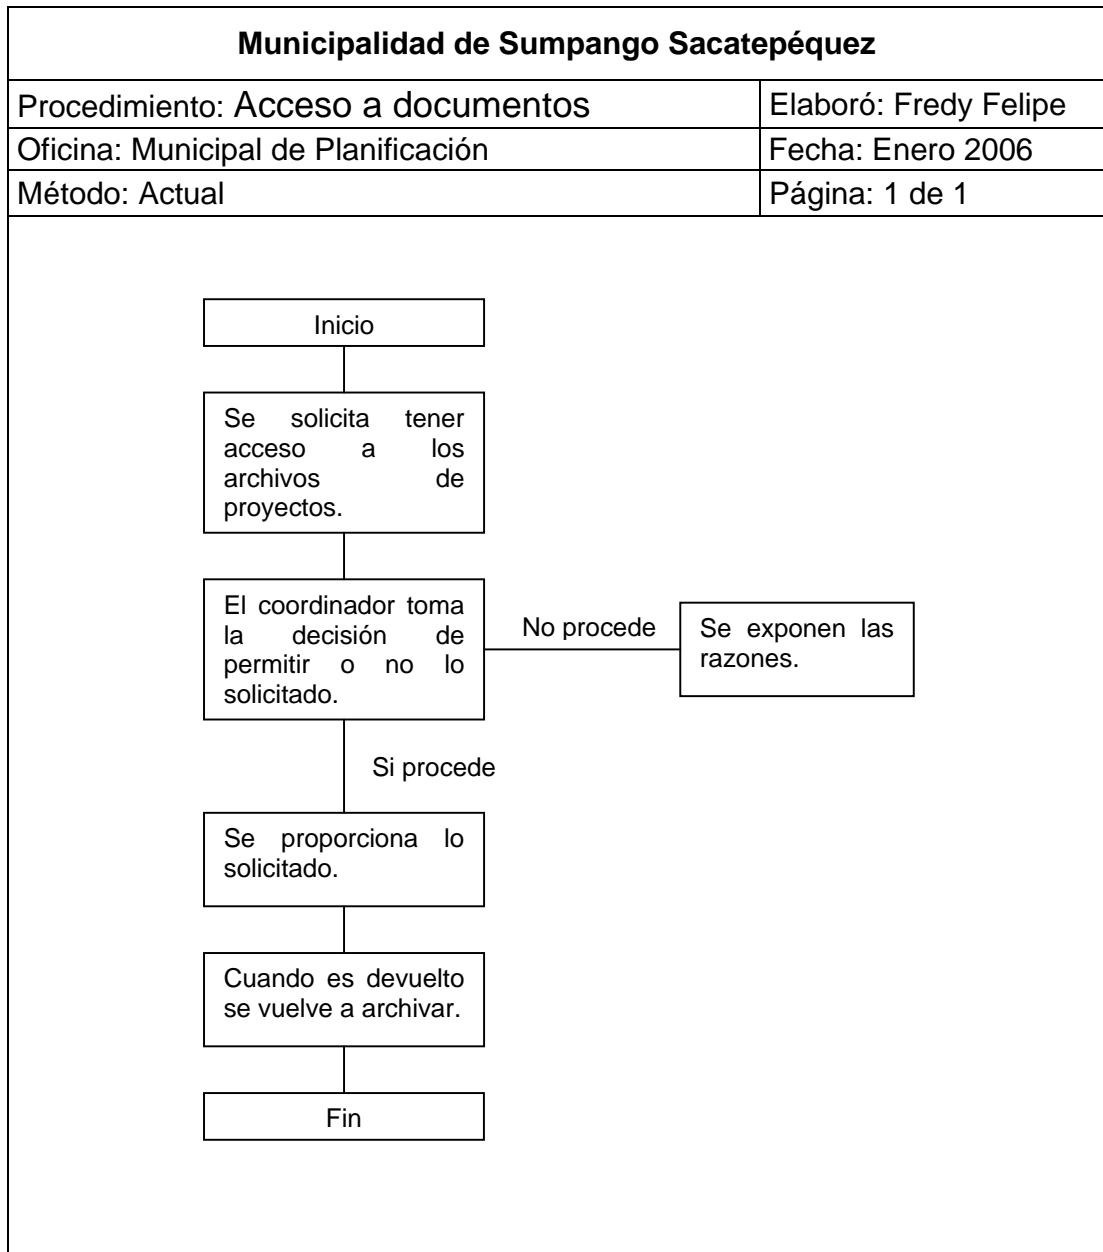 Municipalidad de Sumpango Sacatepéquez
Procedimiento: Acceso a documentos
Elaboró: Fredy Felipe
Oficina: Municipal de Planificación
Fecha: Enero 2006
Método: Actual
Página: 1 de 1
Inicio
Se solicita tener
acceso a los
archivos de
proyectos.
El coordinador toma
la decisión de
permitir o no lo
solicitado.
No procede
Se exponen las
razones.
Si procede
Se proporciona lo
solicitado.
Cuando es devuelto
se vuelve a archivar.
Fin